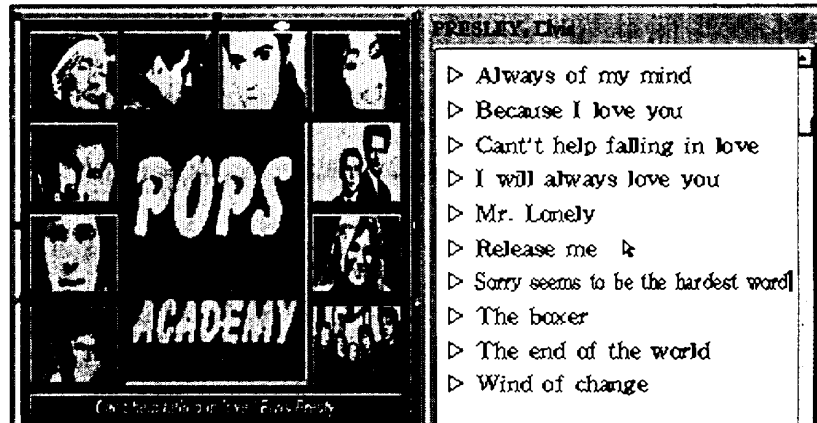 POPS
ACADEMY
PRESLEY, Elvis
▷ Always of my mind
▷ Because I love you
▷ Cant't help falling in love
▷ I will always love you
▷ Mr. Lonely
▷ Release me
▷ Sorry seems to be the hardest word
▷ The boxer
▷ The end of the world
▷ Wind of change